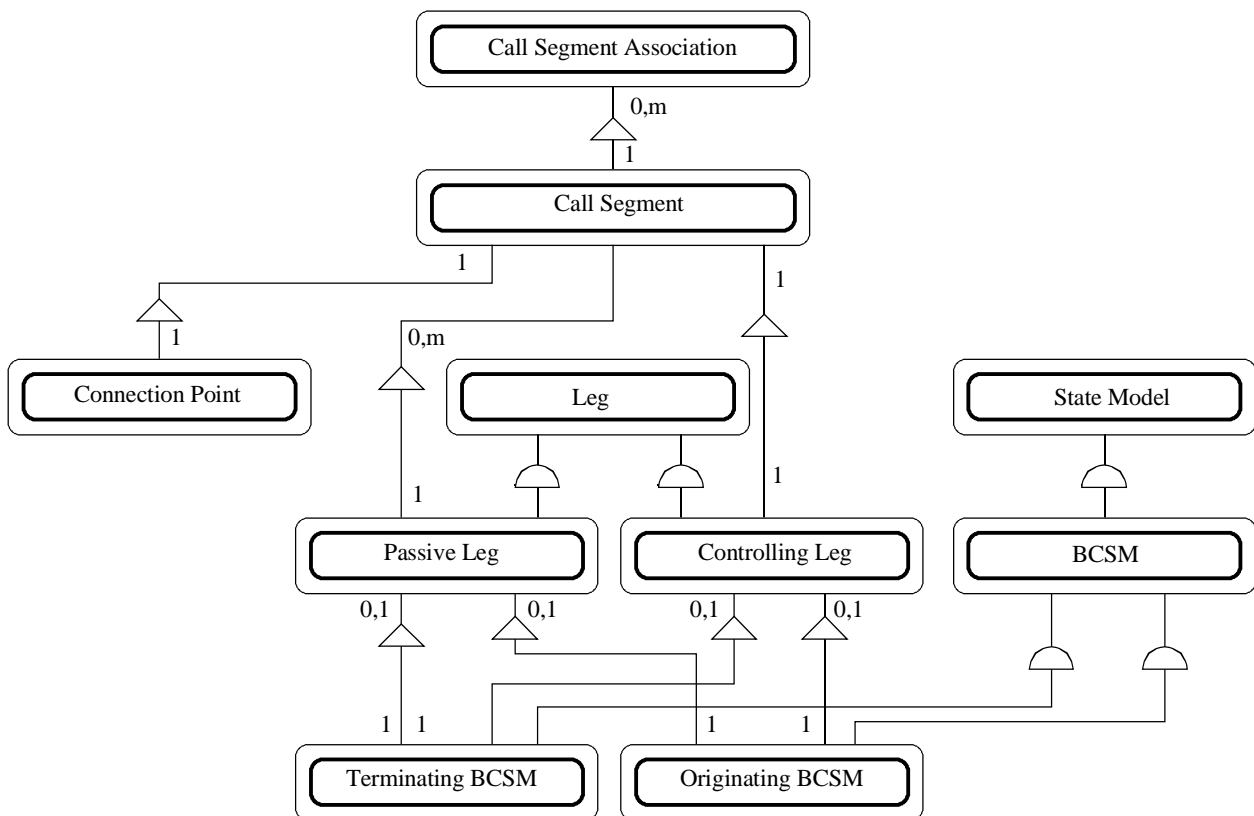 Call Segment Association
0,m
1
Call Segment
1
1
0,m
1
Connection Point
Leg
State Model
1
1
Passive Leg
Controlling Leg
BCSM
0,1
0,1
0,1
0,1
1
1
1
1
Terminating BCSM
Originating BCSM